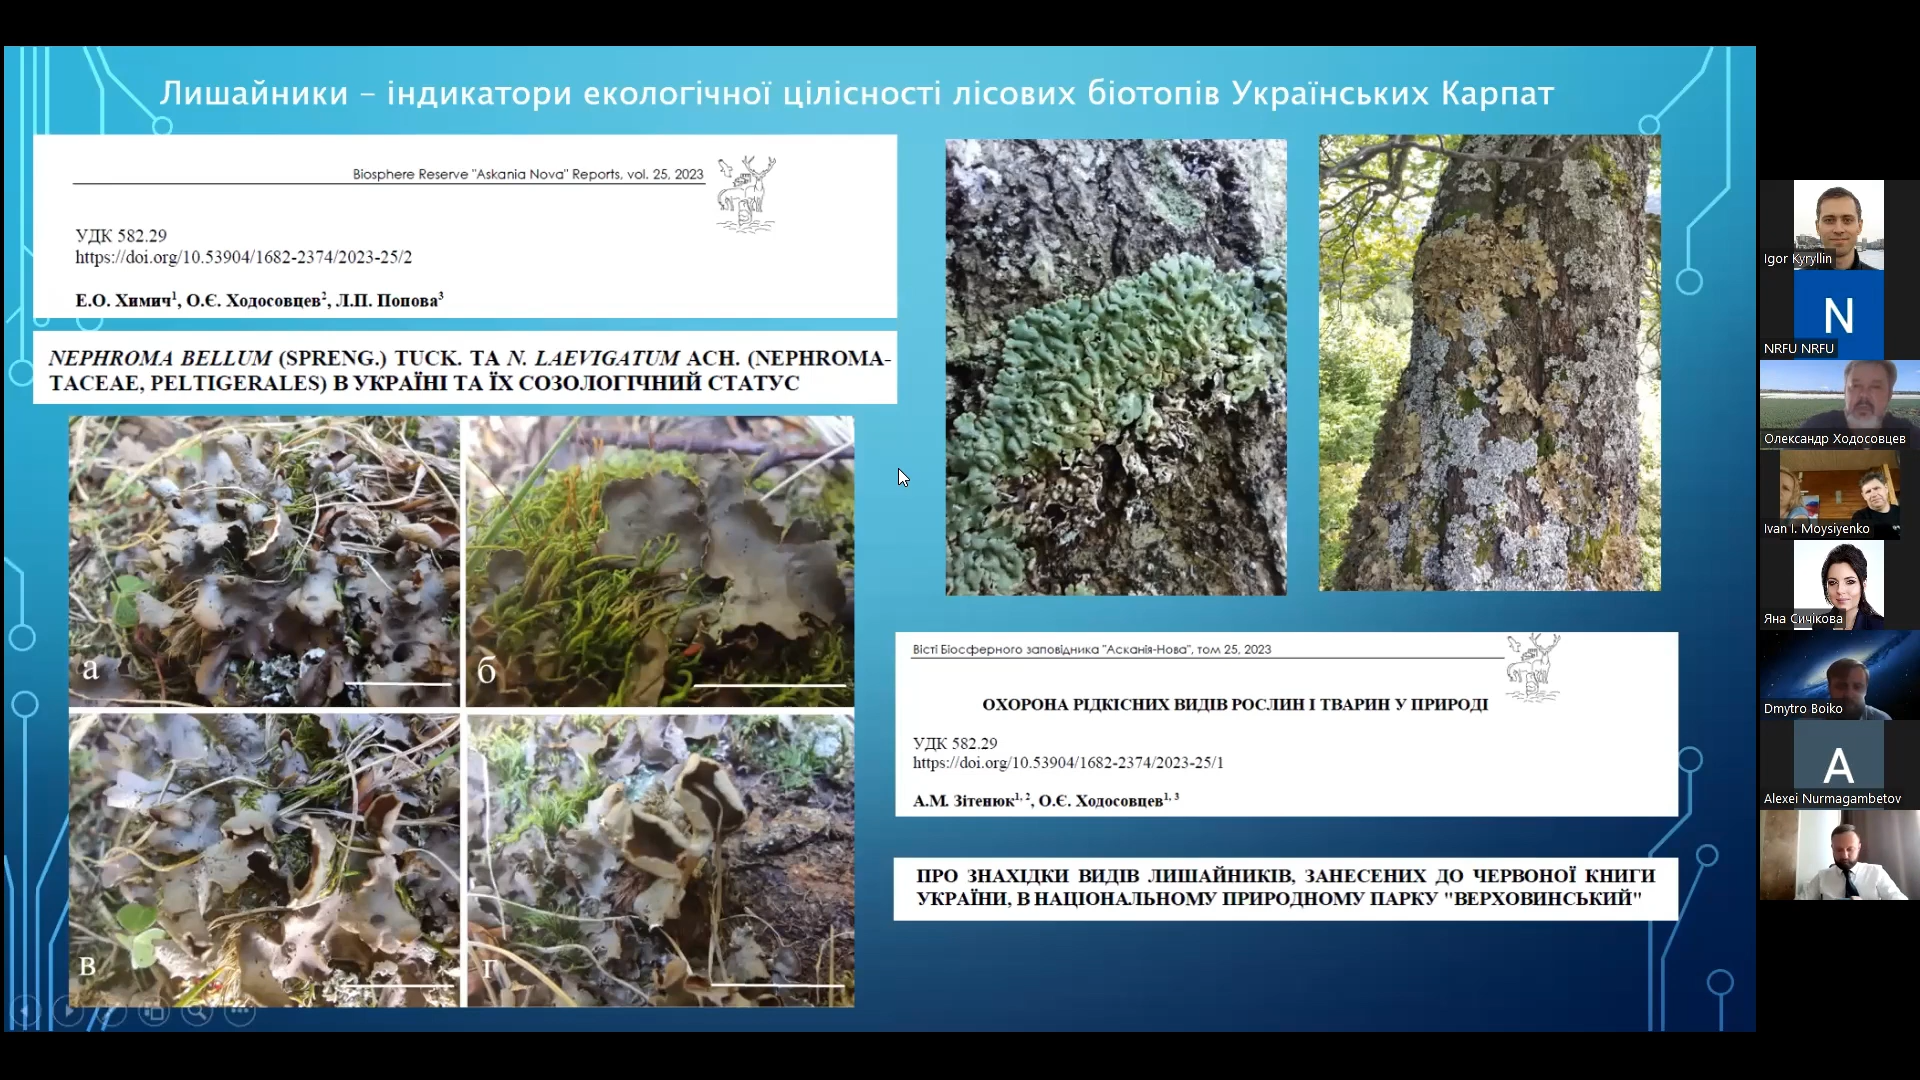 Лишайники – індикатори екологічної цілісності лісових біотопів Українських Карпат
Biosphere Reserve "Askania Nova" Reports, vol. 25, 2023
УДК 582.29
https://doi.org/10.53904/1682-2374/2023-25/2
Е.О. Химич¹, О.Є. Ходосовцев², Л.П. Попова³
NEPHROMA BELLUM (SPRENG.) TUCK. ТА N. LAEVIGATUM ACH. (NEPHROMA-
TACEAE, PELTIGERALES) В УКРАЇНІ ТА ЇХ СОЗОЛОГІЧНИЙ СТАТУС
а
б
в
г
Вісті Біосферного заповідника "Асканія-Нова", том 25, 2023
ОХОРОНА РІДКІСНИХ ВИДІВ РОСЛИН І ТВАРИН У ПРИРОДІ
УДК 582.29
https://doi.org/10.53904/1682-2374/2023-25/1
А.М. Зітенюк¹,², О.Є. Ходосовцев¹,³
ПРО ЗНАХІДКИ ВИДІВ ЛИШАЙНИКІВ, ЗАНЕСЕНИХ ДО ЧЕРВОНОЇ КНИГИ
УКРАЇНИ, В НАЦІОНАЛЬНОМУ ПРИРОДНОМУ ПАРКУ "ВЕРХОВИНСЬКИЙ"
Igor Kyryllin
N
NRFU NRFU
Олександр Ходосовцев
Ivan I. Moysiyenko
Яна Сичікова
Dmytro Boiko
A
Alexei Nurmagambetov